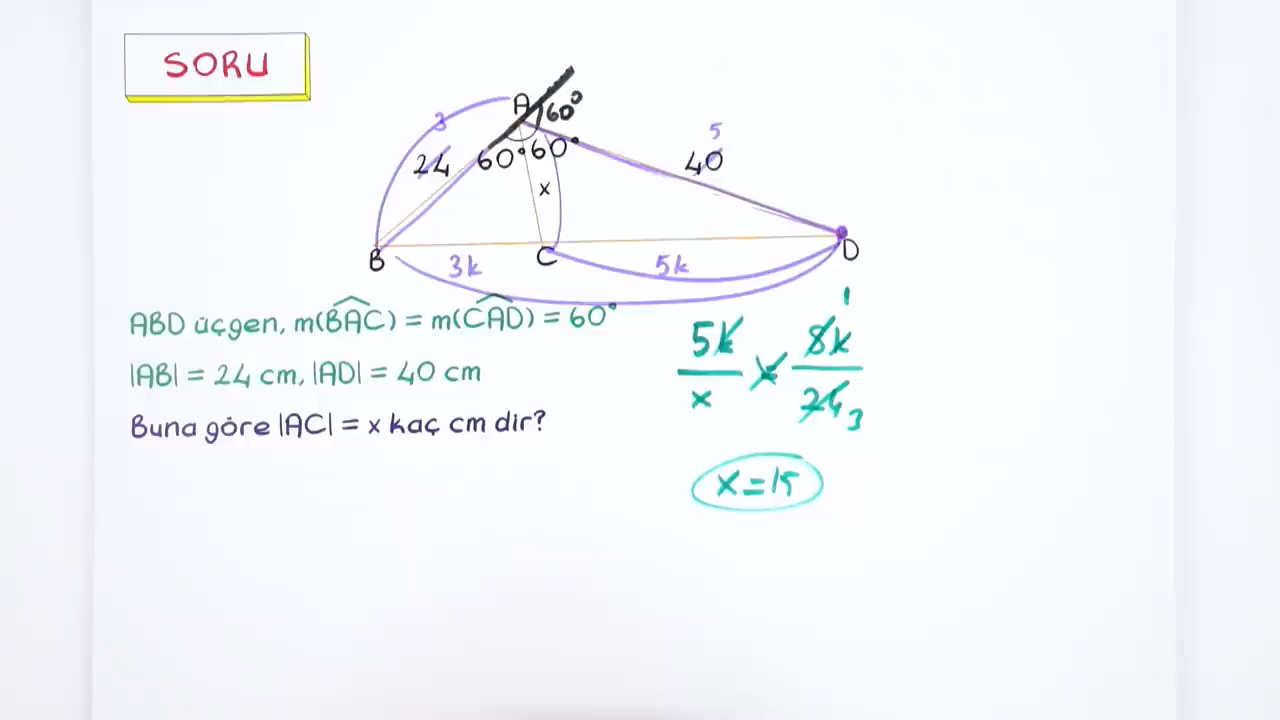 SORU
A
60°
3
24
60°
60°
5
40
x
B
3k
C
5k
D
ABD üçgen, m(BAC) = m(CAD) = 60°
|AB| = 24 cm, |AD| = 40 cm
Buna göre |AC| = x kaç cm dir?
1
5k 8k
x 24 3
x = 15